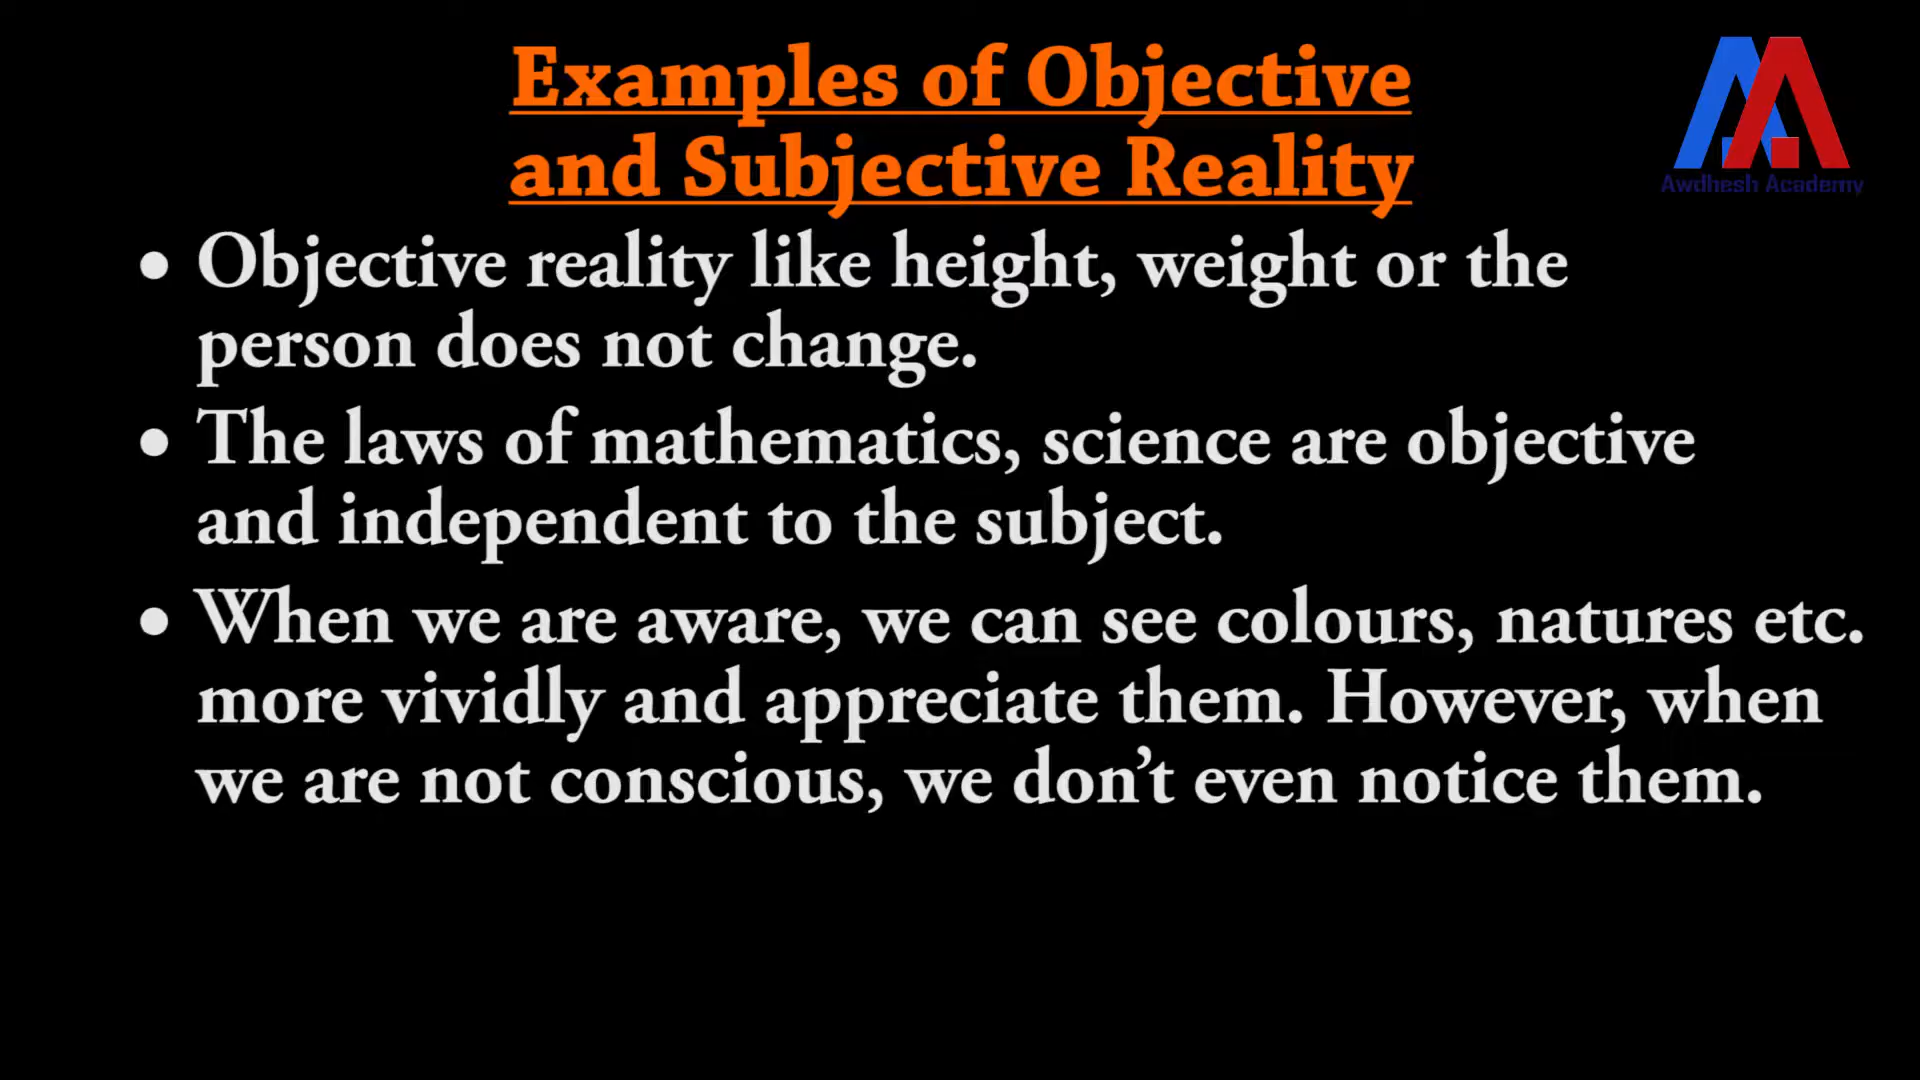 Examples of Objective
and Subjective Reality
Awdhesh Academy
• Objective reality like height, weight or the
person does not change.
• The laws of mathematics, science are objective
and independent to the subject.
• When we are aware, we can see colours, natures etc.
more vividly and appreciate them. However, when
we are not conscious, we don’t even notice them.